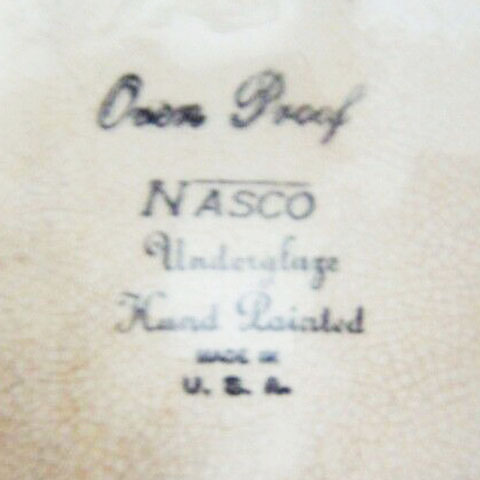 Oven Proof
NASCO
Underglaze
Hand Painted
MADE IN
U. S. A.